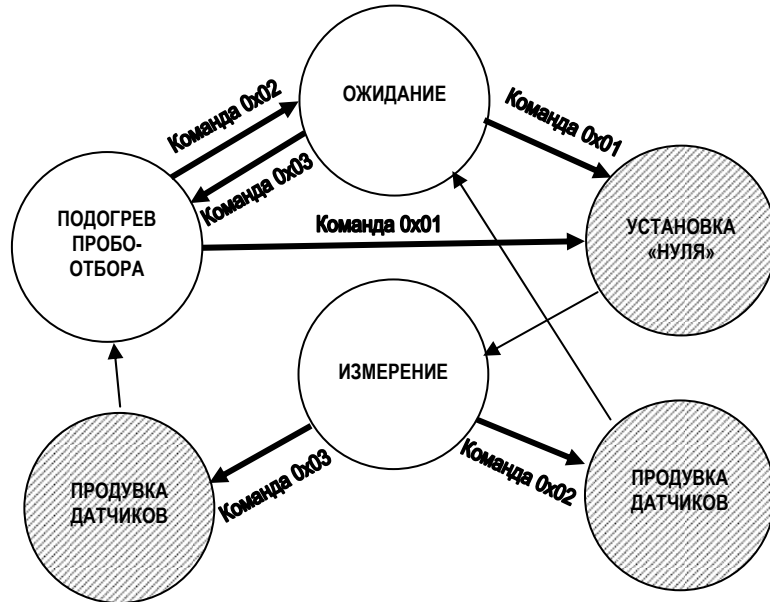 ОЖИДАНИЕ
Команда 0x02
Команда 0x01
Команда 0x03
ПОДОГРЕВ
ПРОБО-
ОТБОРА
Команда 0x01
УСТАНОВКА
«НУЛЯ»
ИЗМЕРЕНИЕ
Команда 0x03
Команда 0x02
ПРОДУВКА
ДАТЧИКОВ
ПРОДУВКА
ДАТЧИКОВ